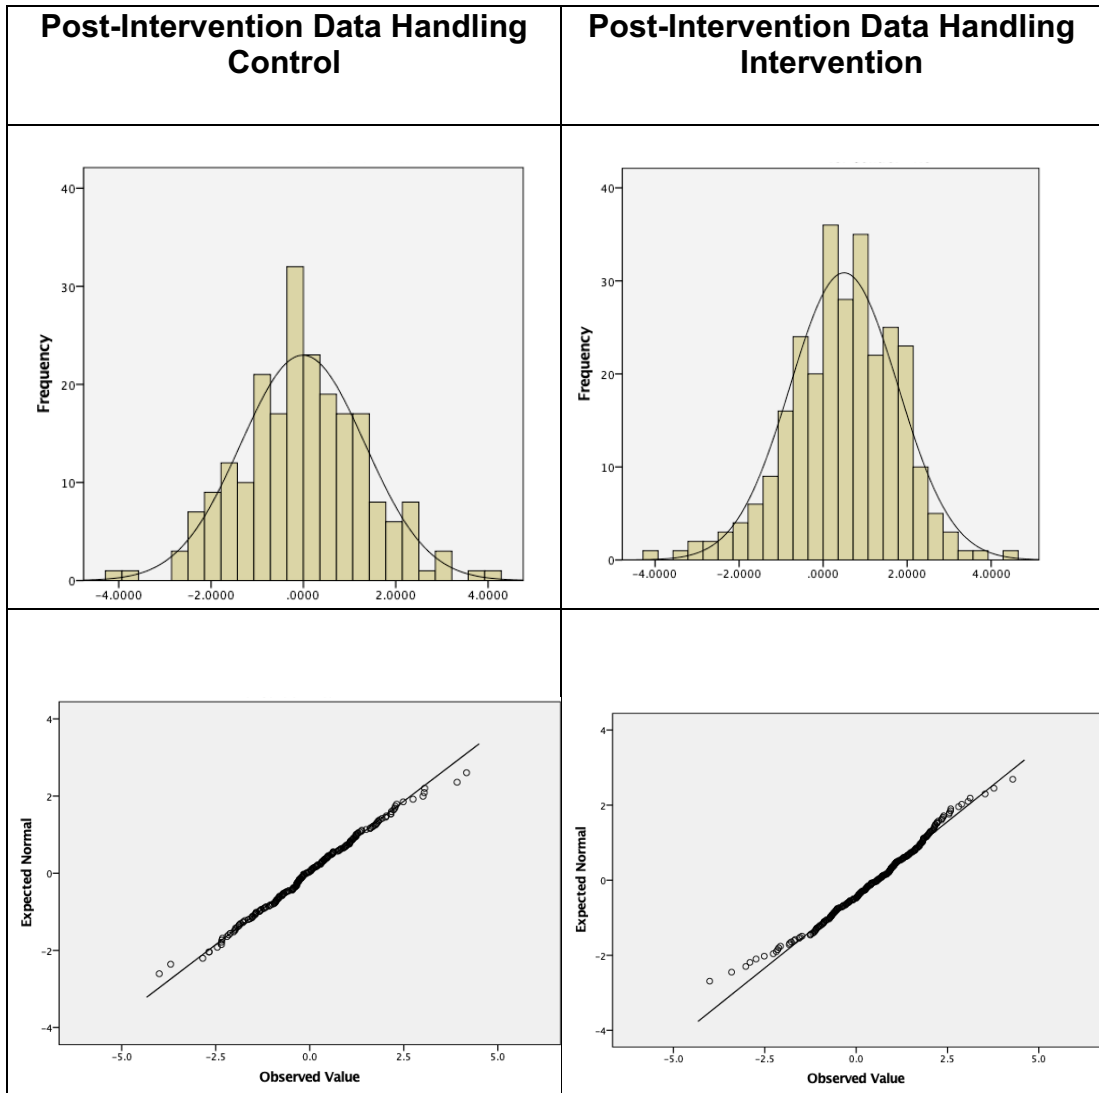 Post-Intervention Data Handling
Control
Post-Intervention Data Handling
Intervention
40
30
20
10
0
Frequency
-4.0000 -2.0000 .0000 2.0000 4.0000
40
30
20
10
0
Frequency
-4.0000 -2.0000 .0000 2.0000 4.0000
4
2
0
-2
-4
Expected Normal
-5.0 -2.5 0.0 2.5 5.0
Observed Value
4
2
0
-2
-4
Expected Normal
-5.0 -2.5 0.0 2.5 5.0
Observed Value